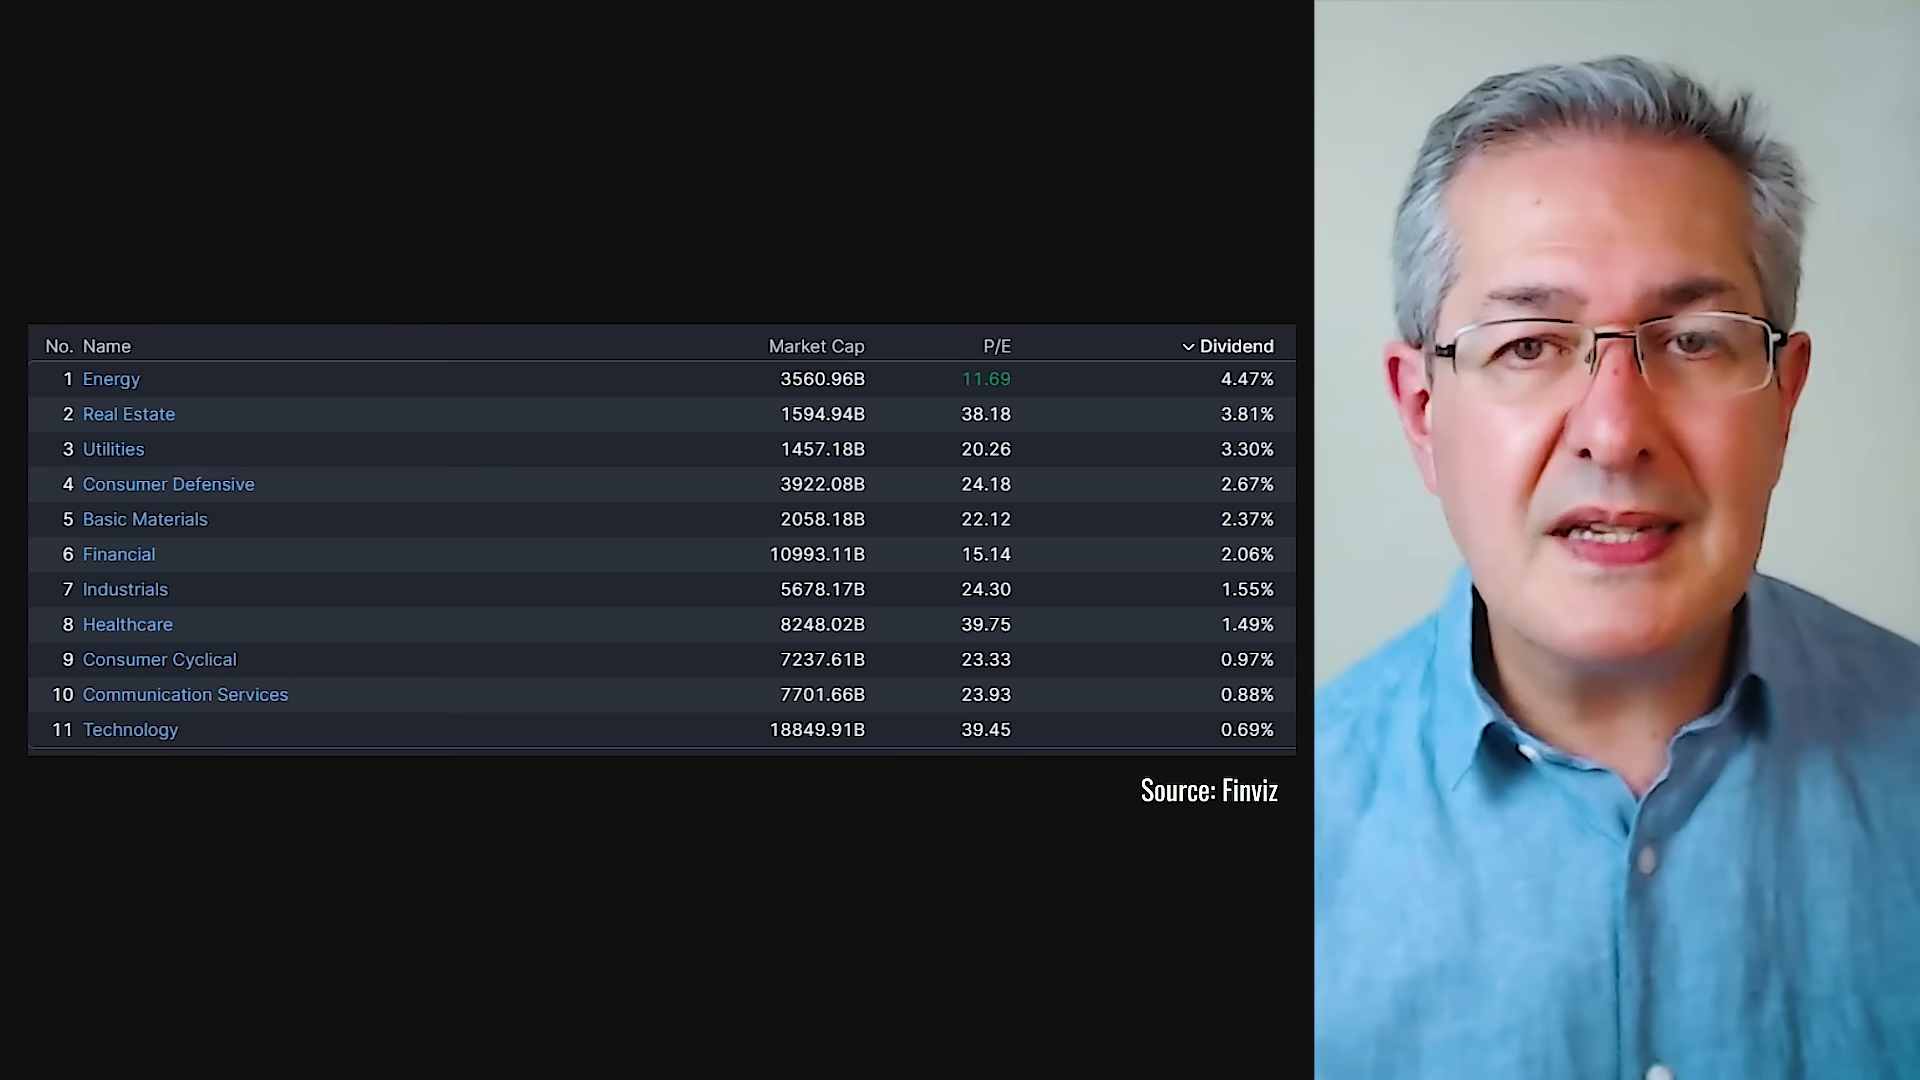 No. Name Market Cap P/E Dividend
1 Energy 3560.96B 11.69 4.47%
2 Real Estate 1594.94B 38.18 3.81%
3 Utilities 1457.18B 20.26 3.30%
4 Consumer Defensive 3922.08B 24.18 2.67%
5 Basic Materials 2058.18B 22.12 2.37%
6 Financial 10993.11B 15.14 2.06%
7 Industrials 5678.17B 24.30 1.55%
8 Healthcare 8248.02B 39.75 1.49%
9 Consumer Cyclical 7237.61B 23.33 0.97%
10 Communication Services 7701.66B 23.93 0.88%
11 Technology 18849.91B 39.45 0.69%
Source: Finviz